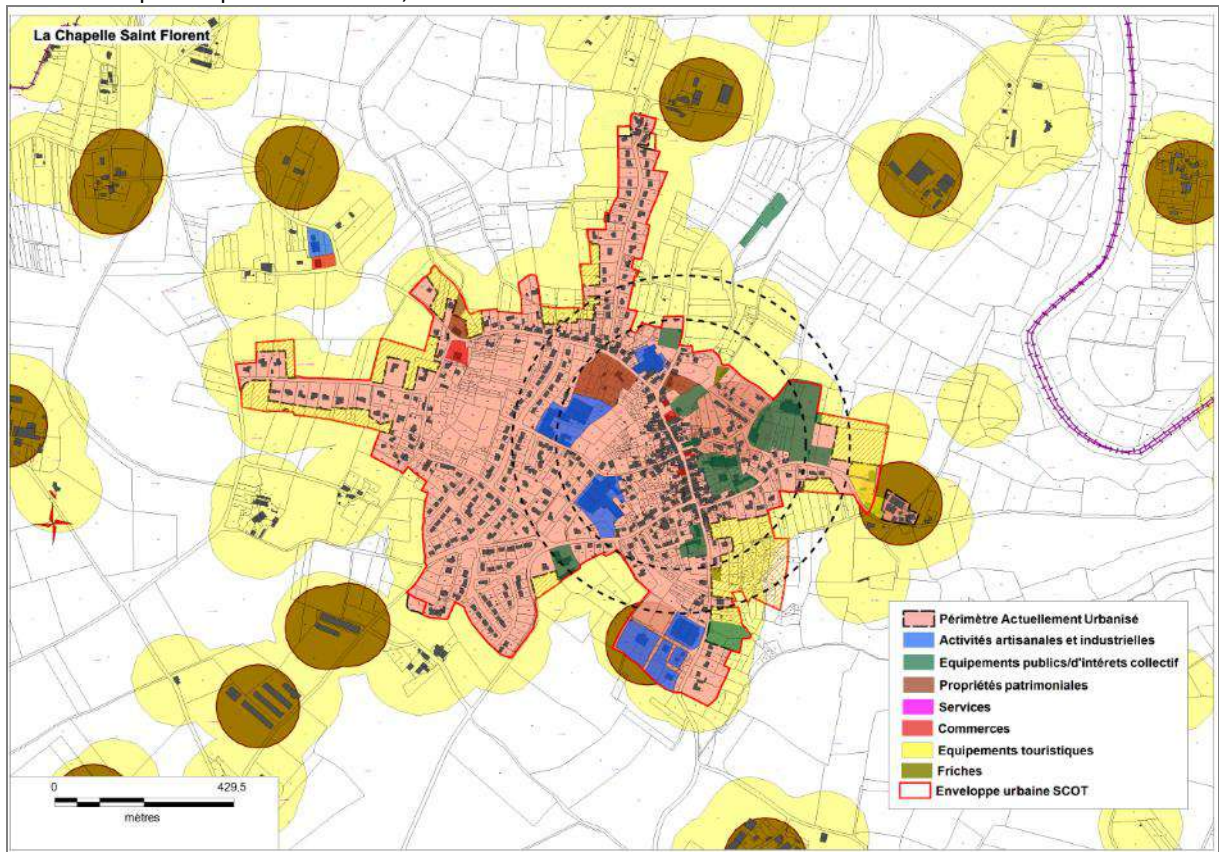 La Chapelle Saint Florent
Périmètre Actuellement Urbanisé
Activités artisanales et industrielles
Equipements publics/d'intérets collectif
Propriétés patrimoniales
Services
Commerces
Equipements touristiques
Friches
Enveloppe urbaine SCOT
0 429.5
mètres